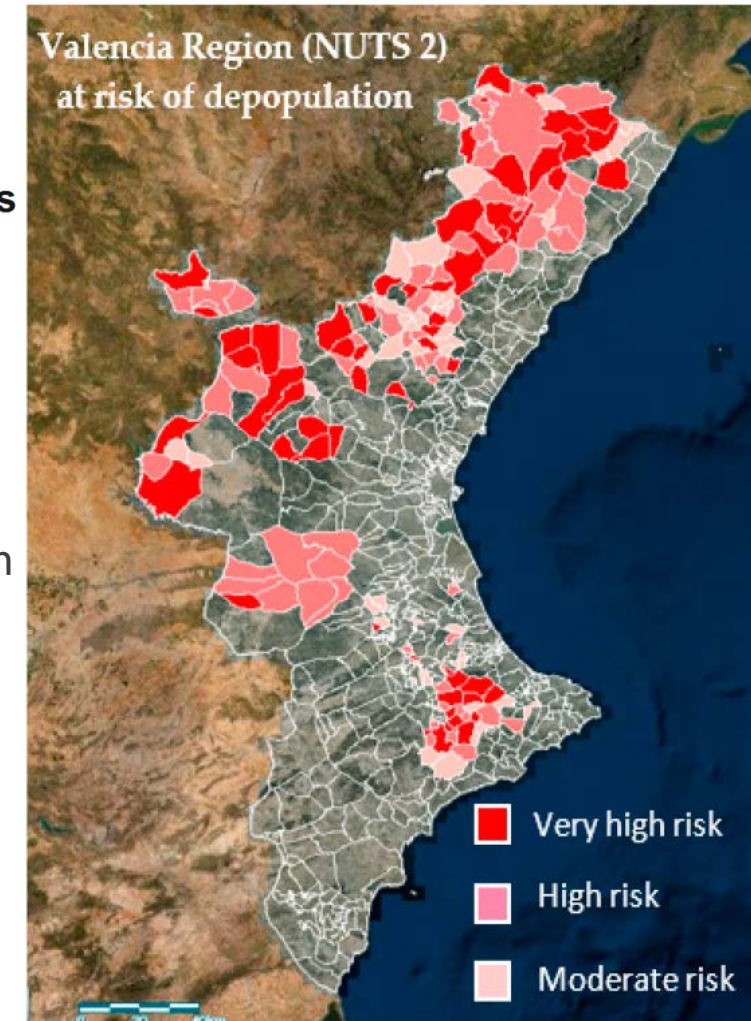 Valencia Region (NUTS 2)
at risk of depopulation
s
n
Very high risk
High risk
Moderate risk